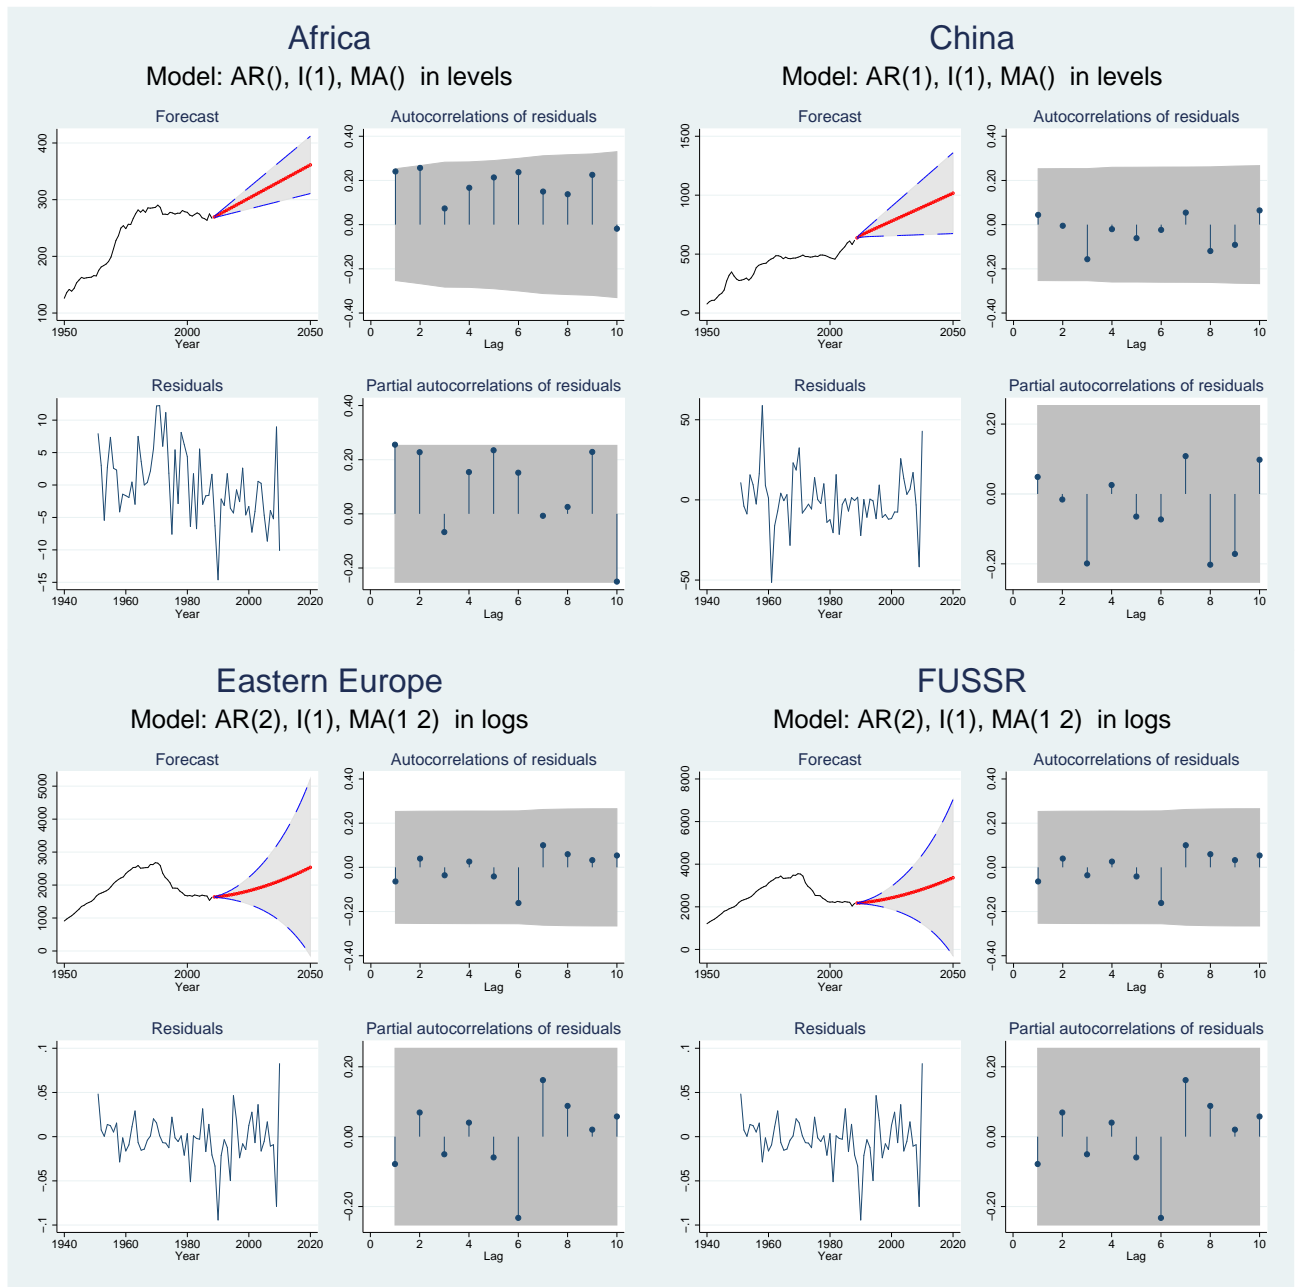 Africa
Model: AR(), I(1), MA()  in levels
Forecast
100 200 300 400
1950 2000 2050
Year
Autocorrelations of residuals
−0.40 −0.20 0.00 0.20 0.40
0 2 4 6 8 10
Lag
Residuals
−15 −10 −5 0 5 10
1940 1960 1980 2000 2020
Year
Partial autocorrelations of residuals
−0.20 0.00 0.20 0.40
0 2 4 6 8 10
Lag
China
Model: AR(1), I(1), MA()  in levels
Forecast
0 500 1000 1500
1950 2000 2050
Year
Autocorrelations of residuals
−0.40 −0.20 0.00 0.20 0.40
0 2 4 6 8 10
Lag
Residuals
−50 0 50
1940 1960 1980 2000 2020
Year
Partial autocorrelations of residuals
−0.20 0.00 0.20
0 2 4 6 8 10
Lag
Eastern Europe
Model: AR(2), I(1), MA(1 2)  in logs
Forecast
0 1000 2000 3000 4000 5000
1950 2000 2050
Year
Autocorrelations of residuals
−0.40 −0.20 0.00 0.20 0.40
0 2 4 6 8 10
Lag
Residuals
−.1 −.05 0 .05 .1
1940 1960 1980 2000 2020
Year
Partial autocorrelations of residuals
−0.20 0.00 0.20
0 2 4 6 8 10
Lag
FUSSR
Model: AR(2), I(1), MA(1 2)  in logs
Forecast
0 2000 4000 6000 8000
1950 2000 2050
Year
Autocorrelations of residuals
−0.40 −0.20 0.00 0.20 0.40
0 2 4 6 8 10
Lag
Residuals
−.1 −.05 0 .05 .1
1940 1960 1980 2000 2020
Year
Partial autocorrelations of residuals
−0.20 0.00 0.20
0 2 4 6 8 10
Lag